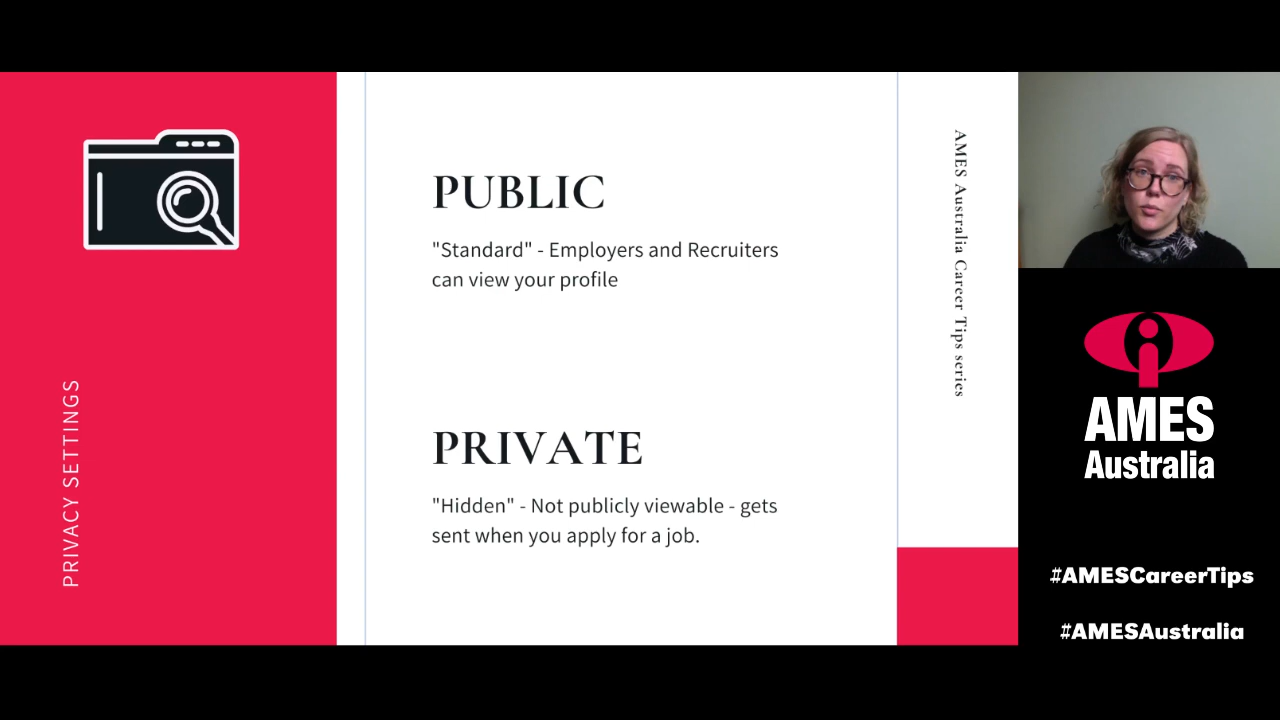 PRIVACY SETTINGS
PUBLIC
"Standard" - Employers and Recruiters
can view your profile
PRIVATE
"Hidden" - Not publicly viewable - gets
sent when you apply for a job.
AMES Australia Career Tips series
AMES
Australia
#AMESCareerTips
#AMESAustralia